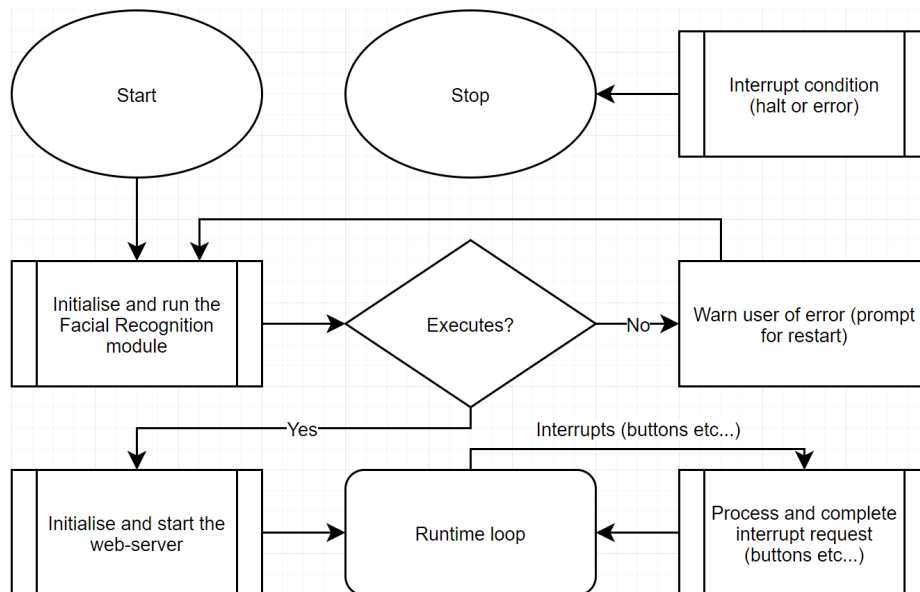 Start
Stop
Interrupt condition
(halt or error)
Initialise and run the
Facial Recognition
module
Executes?
No
Warn user of error (prompt
for restart)
Yes
Interrupts (buttons etc...)
Initialise and start the
web-server
Runtime loop
Process and complete
interrupt request
(buttons etc...)